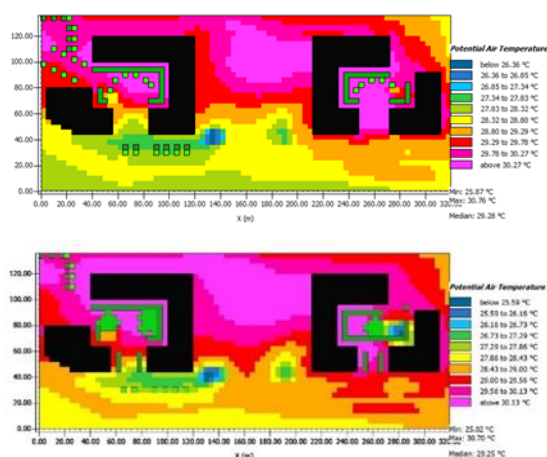 120.00
100.00
80.00
60.00
40.00
20.00
0.00
0.00 20.00 40.00 60.00 80.00 100.00 120.00 140.00 160.00 180.00 200.00 220.00 240.00 260.00 280.00 300.00
X (m)
Potential Air Temperature
below 26.36 °C
26.36 to 26.85 °C
26.85 to 27.34 °C
27.34 to 27.83 °C
27.83 to 28.32 °C
28.32 to 28.80 °C
28.80 to 29.29 °C
29.29 to 29.78 °C
29.78 to 30.27 °C
above 30.27 °C
Min: 25.87 °C
Max: 30.76 °C
Median: 29.28 °C
120.00
100.00
80.00
60.00
40.00
20.00
0.00
0.00 20.00 40.00 60.00 80.00 100.00 120.00 140.00 160.00 180.00 200.00 220.00 240.00 260.00 280.00 300.00
X (m)
Potential Air Temperature
below 25.59 °C
25.59 to 26.16 °C
26.16 to 26.73 °C
26.73 to 27.29 °C
27.29 to 27.86 °C
27.86 to 28.43 °C
28.43 to 29.00 °C
29.00 to 29.56 °C
29.56 to 30.13 °C
above 30.13 °C
Min: 25.02 °C
Max: 30.70 °C
Median: 29.25 °C